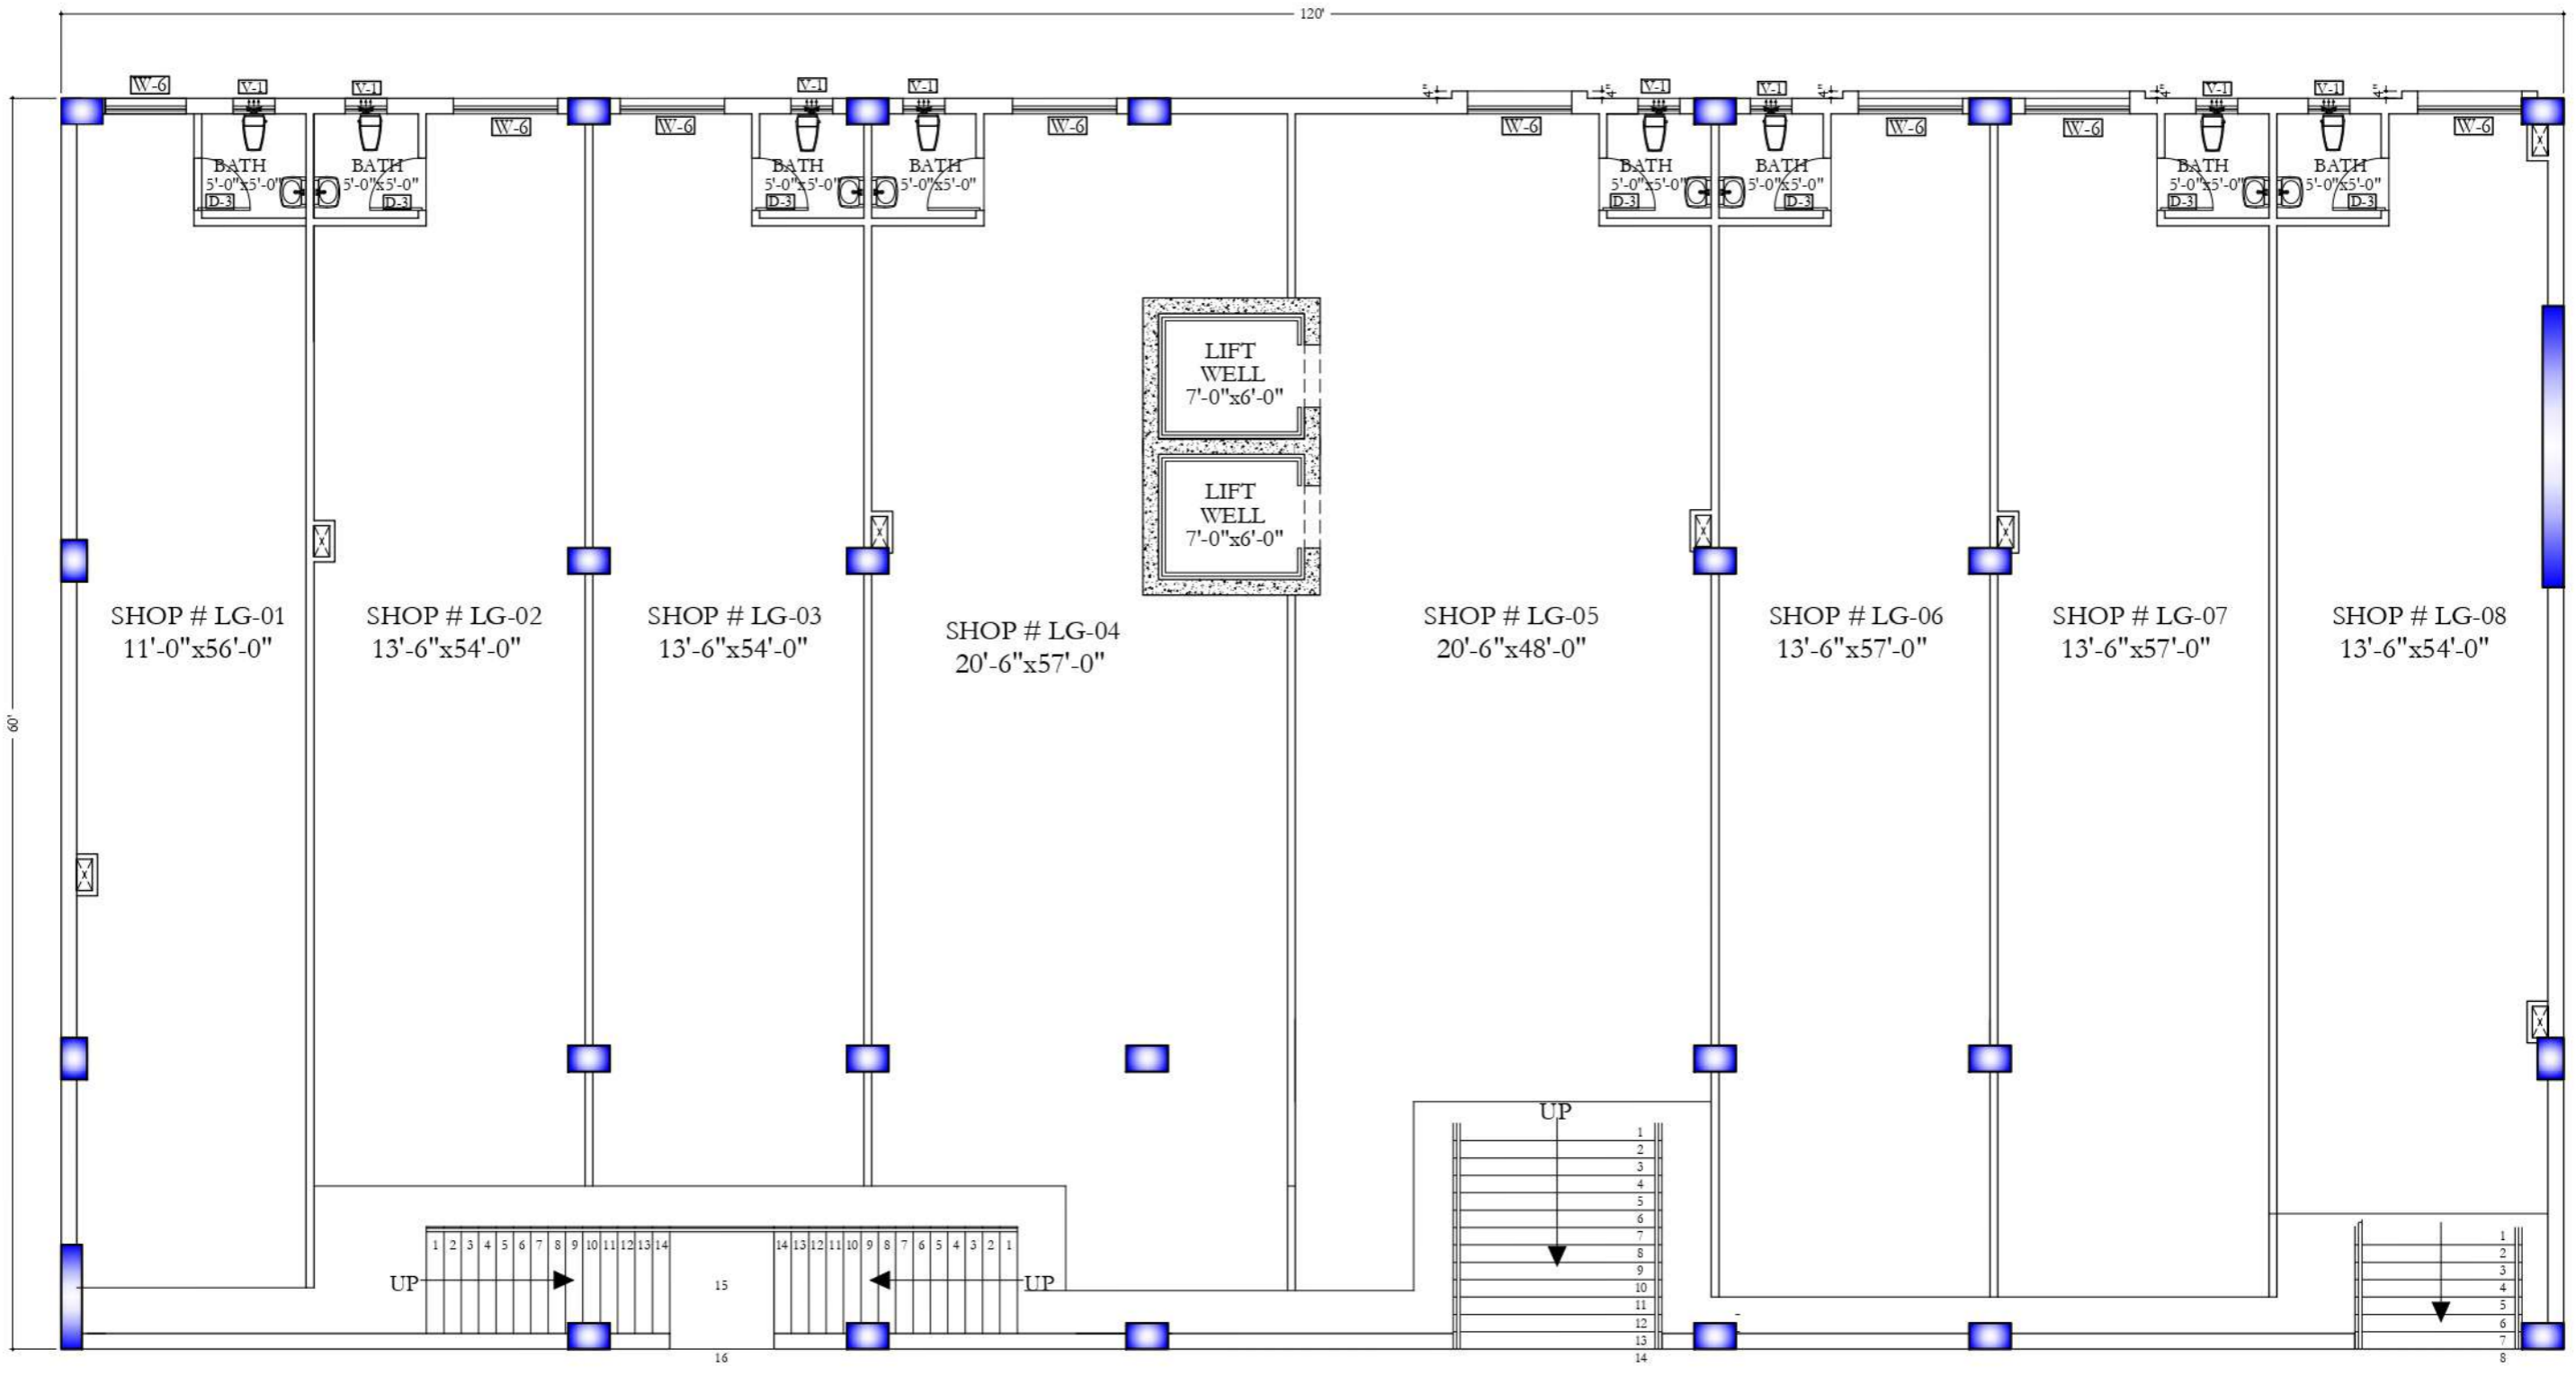 120'
W-6
V-1
V-1
V-1
V-1
4"
4"
V-1
V-1
4"
4"
V-1
V-1
4"
W-6
W-6
W-6
W-6
W-6
W-6
W-6
BATH
5'-0"x5'-0"
D-3
BATH
5'-0"x5'-0"
D-3
BATH
5'-0"x5'-0"
D-3
BATH
5'-0"x5'-0"
BATH
5'-0"x5'-0"
D-3
BATH
5'-0"x5'-0"
D-3
BATH
5'-0"x5'-0"
D-3
BATH
5'-0"x5'-0"
D-3
LIFT
WELL
7'-0"x6'-0"
LIFT
WELL
7'-0"x6'-0"
X
X
X
X
X
X
X
X
SHOP # LG-01
11'-0"x56'-0"
SHOP # LG-02
13'-6"x54'-0"
SHOP # LG-03
13'-6"x54'-0"
SHOP # LG-04
20'-6"x57'-0"
SHOP # LG-05
20'-6"x48'-0"
SHOP # LG-06
13'-6"x57'-0"
SHOP # LG-07
13'-6"x57'-0"
SHOP # LG-08
13'-6"x54'-0"
60'
UP
1 2 3 4 5 6 7 8 9 10 11 12 13 14
15
16
14 13 12 11 10 9 8 7 6 5 4 3 2 1
UP
UP
1
2
3
4
5
6
7
8
9
10
11
12
13
14
1
2
3
4
5
6
7
8